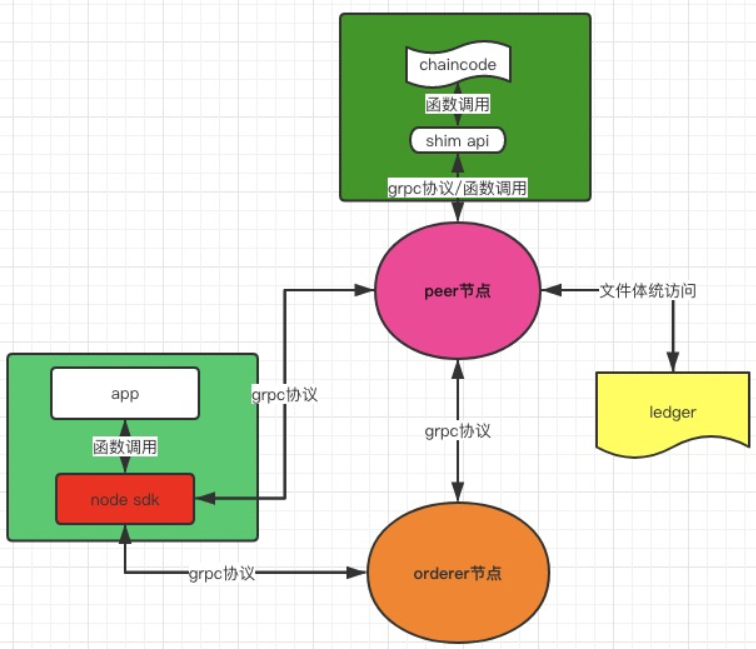 chaincode
函数调用
shim api
grpc协议/函数调用
peer节点
文件体统访问
app
grpc协议
ledger
函数调用
grpc协议
node sdk
grpc协议
orderer节点